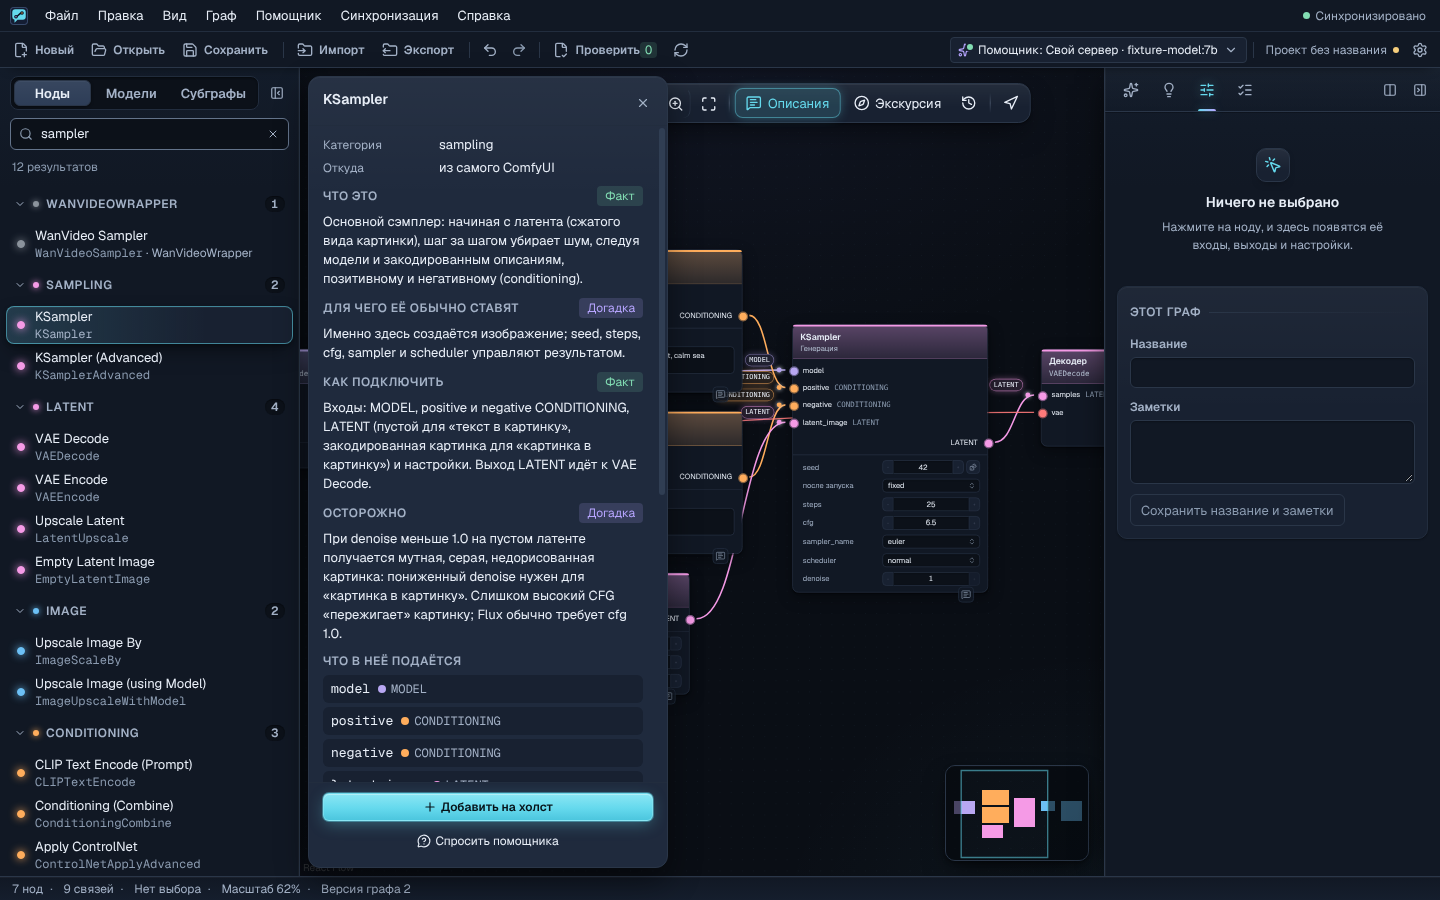 Файл Правка Вид Граф Помощник Синхронизация Справка
Синхронизировано
Новый Открыть Сохранить Импорт Экспорт Проверить 0
Помощник: Свой сервер · fixture-model:7b
Проект без названия
Ноды Модели Субграфы
sampler
12 результатов
WANVIDEOWRAPPER 1
WanVideo Sampler
WanVideoSampler · WanVideoWrapper
SAMPLING 2
KSampler
KSampler
KSampler (Advanced)
KSamplerAdvanced
LATENT 4
VAE Decode
VAEDecode
VAE Encode
VAEEncode
Upscale Latent
LatentUpscale
Empty Latent Image
EmptyLatentImage
IMAGE 2
Upscale Image By
ImageScaleBy
Upscale Image (using Model)
ImageUpscaleWithModel
CONDITIONING 3
CLIP Text Encode (Prompt)
CLIPTextEncode
Conditioning (Combine)
ConditioningCombine
Apply ControlNet
ControlNetApplyAdvanced
KSampler
Категория sampling
Откуда из самого ComfyUI
ЧТО ЭТО Факт
Основной сэмплер: начиная с латента (сжатого
вида картинки), шаг за шагом убирает шум, следуя
модели и закодированным описаниям,
позитивному и негативному (conditioning).
ДЛЯ ЧЕГО ЕЁ ОБЫЧНО СТАВЯТ Догадка
Именно здесь создаётся изображение; seed, steps,
cfg, sampler и scheduler управляют результатом.
КАК ПОДКЛЮЧИТЬ Факт
Входы: MODEL, positive и negative CONDITIONING,
LATENT (пустой для «текст в картинку»,
закодированная картинка для «картинка в
картинку») и настройки. Выход LATENT идёт к VAE
Decode.
ОСТОРОЖНО Догадка
При denoise меньше 1.0 на пустом латенте
получается мутная, серая, недорисованная
картинка: пониженный denoise нужен для
«картинка в картинку». Слишком высокий CFG
«пережигает» картинку; Flux обычно требует cfg
1.0.
ЧТО В НЕЁ ПОДАЁТСЯ
model MODEL
positive CONDITIONING
negative CONDITIONING
Добавить на холст
Спросить помощника
Описания Экскурсия
CONDITIONING
t, calm sea
CONDITIONING
MODEL
LATENT
KSampler
Генерация
model
positive CONDITIONING
negative CONDITIONING
latent_image LATENT
LATENT
seed 42
после запуска fixed
steps 25
cfg 6.5
sampler_name euler
scheduler normal
denoise 1
LATENT
Декодер
VAEDecode
samples
vae
Ничего не выбрано
Нажмите на ноду, и здесь появятся её
входы, выходы и настройки.
ЭТОТ ГРАФ
Название
Заметки
Сохранить название и заметки
7 нод · 9 связей · Нет выбора · Масштаб 62% · Версия графа 2